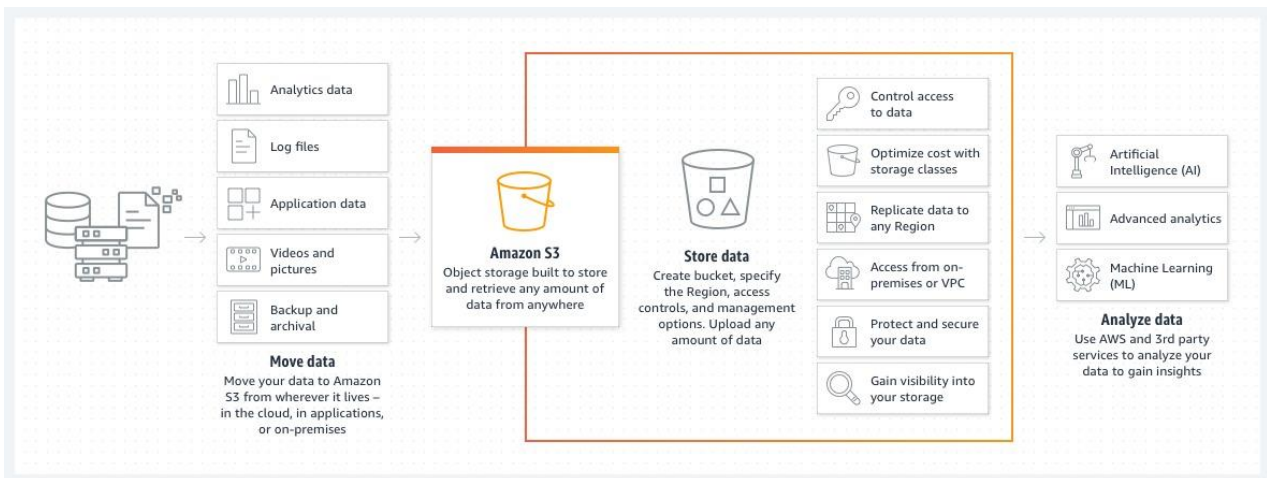 Analytics data
Log files
Application data
Videos and
pictures
Backup and
archival
Move data
Move your data to Amazon
S3 from wherever it lives –
in the cloud, in applications,
or on-premises
Amazon S3
Object storage built to store
and retrieve any amount of
data from anywhere
Store data
Create bucket, specify
the Region, access
controls, and management
options. Upload any
amount of data
Control access
to data
Optimize cost with
storage classes
Replicate data to
any Region
Access from on-
premises or VPC
Protect and secure
your data
Gain visibility into
your storage
Artificial
Intelligence (AI)
Advanced analytics
Machine Learning
(ML)
Analyze data
Use AWS and 3rd party
services to analyze your
data to gain insights